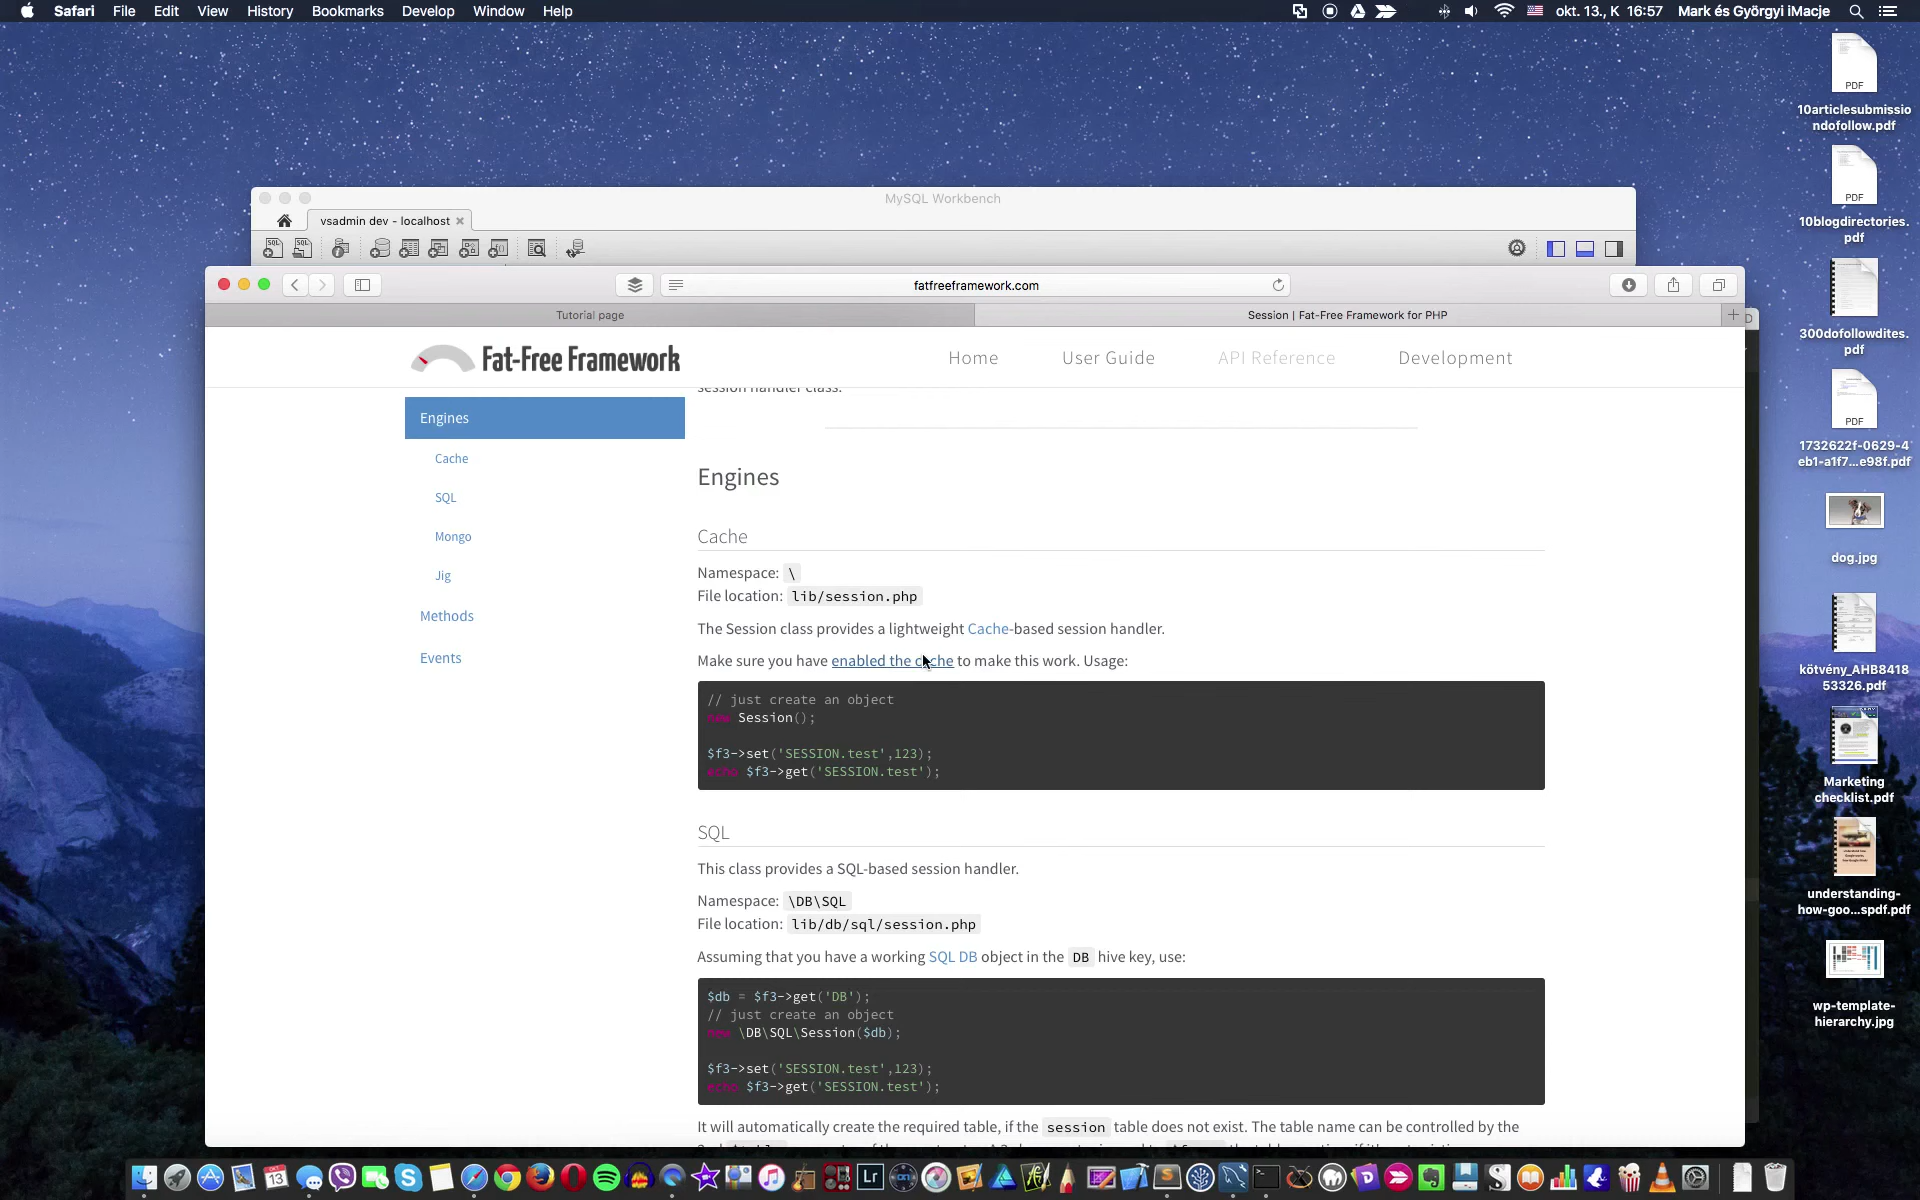 Safari File Edit View History Bookmarks Develop Window Help
okt. 13., K 16:57 Mark és Györgyi iMacje
MySQL Workbench
vsadmin dev - localhost
fatfreeframework.com
Tutorial page
Session | Fat-Free Framework for PHP
Fat-Free Framework
Home User Guide API Reference Development
Engines
Cache
SQL
Mongo
Jig
Methods
Events
session handler class.
Engines
Cache
Namespace: \
File location: lib/session.php
The Session class provides a lightweight Cache-based session handler.
Make sure you have enabled the cache to make this work. Usage:
// just create an object
new Session();
$f3->set('SESSION.test',123);
echo $f3->get('SESSION.test');
SQL
This class provides a SQL-based session handler.
Namespace: \DB\SQL
File location: lib/db/sql/session.php
Assuming that you have a working SQL DB object in the DB hive key, use:
$db = $f3->get('DB');
// just create an object
new \DB\SQL\Session($db);
$f3->set('SESSION.test',123);
echo $f3->get('SESSION.test');
It will automatically create the required table, if the session table does not exist. The table name can be controlled by the
PDF
10articlesubmissio
ndofollow.pdf
PDF
10blogdirectories.
pdf
300dofollowdites.
pdf
PDF
1732622f-0629-4
eb1-a1f7...e98f.pdf
dog.jpg
kötvény_AHB8418
53326.pdf
Marketing
checklist.pdf
understanding-
how-goo...spdf.pdf
wp-template-
hierarchy.jpg